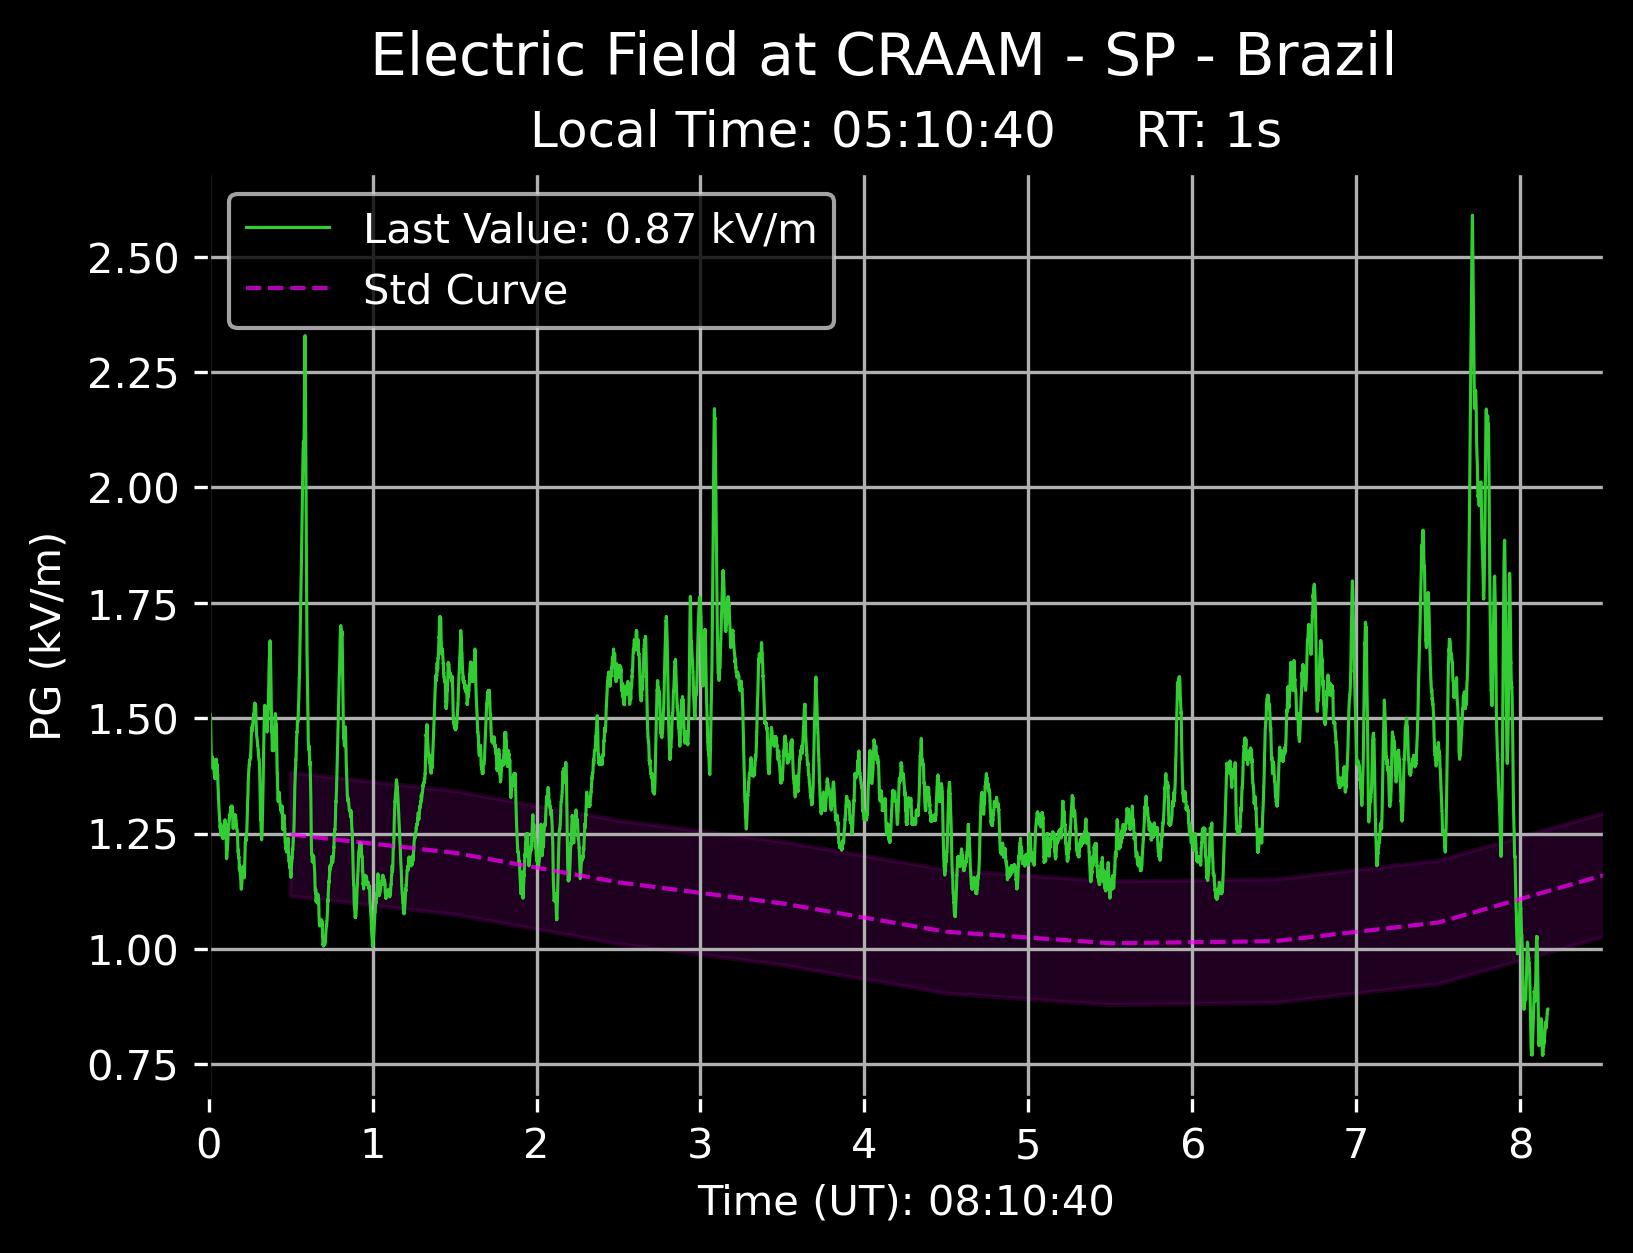 Electric Field at CRAAM - SP - Brazil
Local Time: 05:10:40 RT: 1s
Last Value: 0.87 kV/m
Std Curve
PG (kV/m)
2.50
2.25
2.00
1.75
1.50
1.25
1.00
0.75
0 1 2 3 4 5 6 7 8
Time (UT): 08:10:40